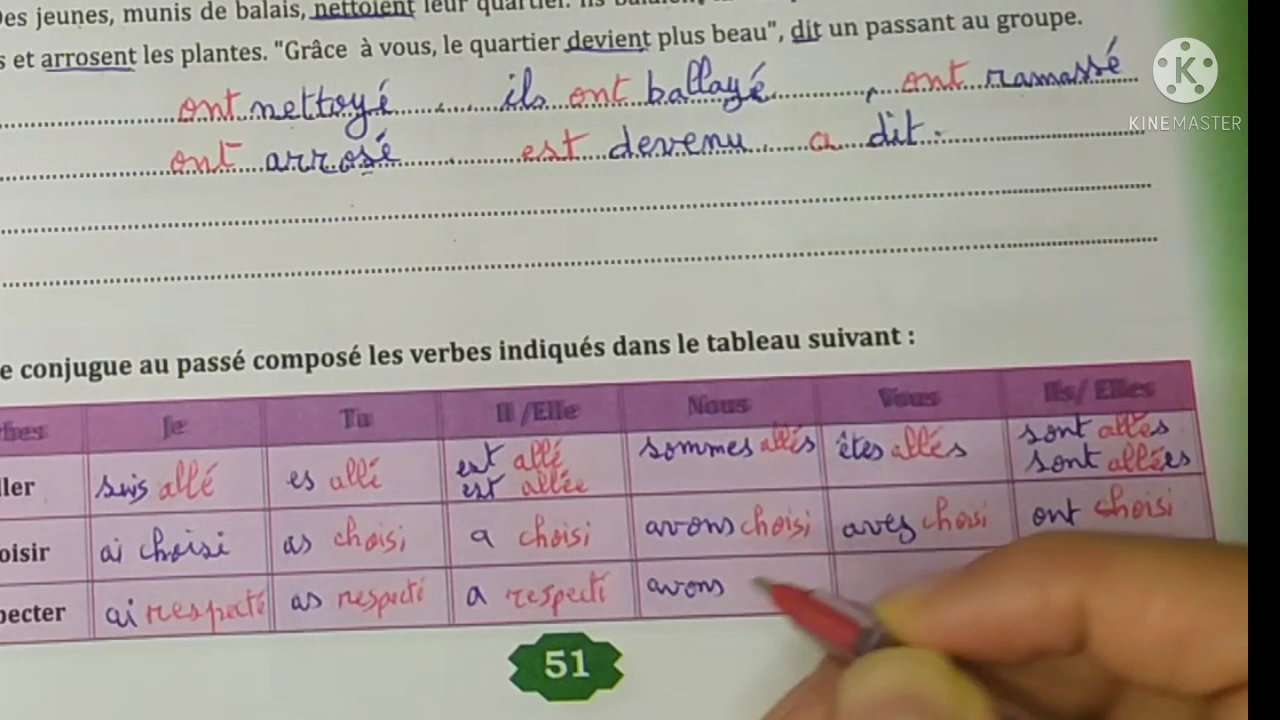 Des jeunes, munis de balais, nettoient leur quartier.
s et arrosent les plantes. "Grâce à vous, le quartier devient plus beau", dit un passant au groupe.
ont nettoyé ils ont ballayé , ont ramassé
ont arrosé est devenu a dit.
KINEMASTER
e conjugue au passé composé les verbes indiqués dans le tableau suivant :
bes Je Tu Il /Elle Nous Vous Ils/ Elles
ller suis allé es allé est allé sommes allés êtes allés sont allés
est allée sont allées
oisir ai choisi as choisi a choisi avons choisi avez choisi ont choisi
pecter ai respecté as respecté a respecté avons
51